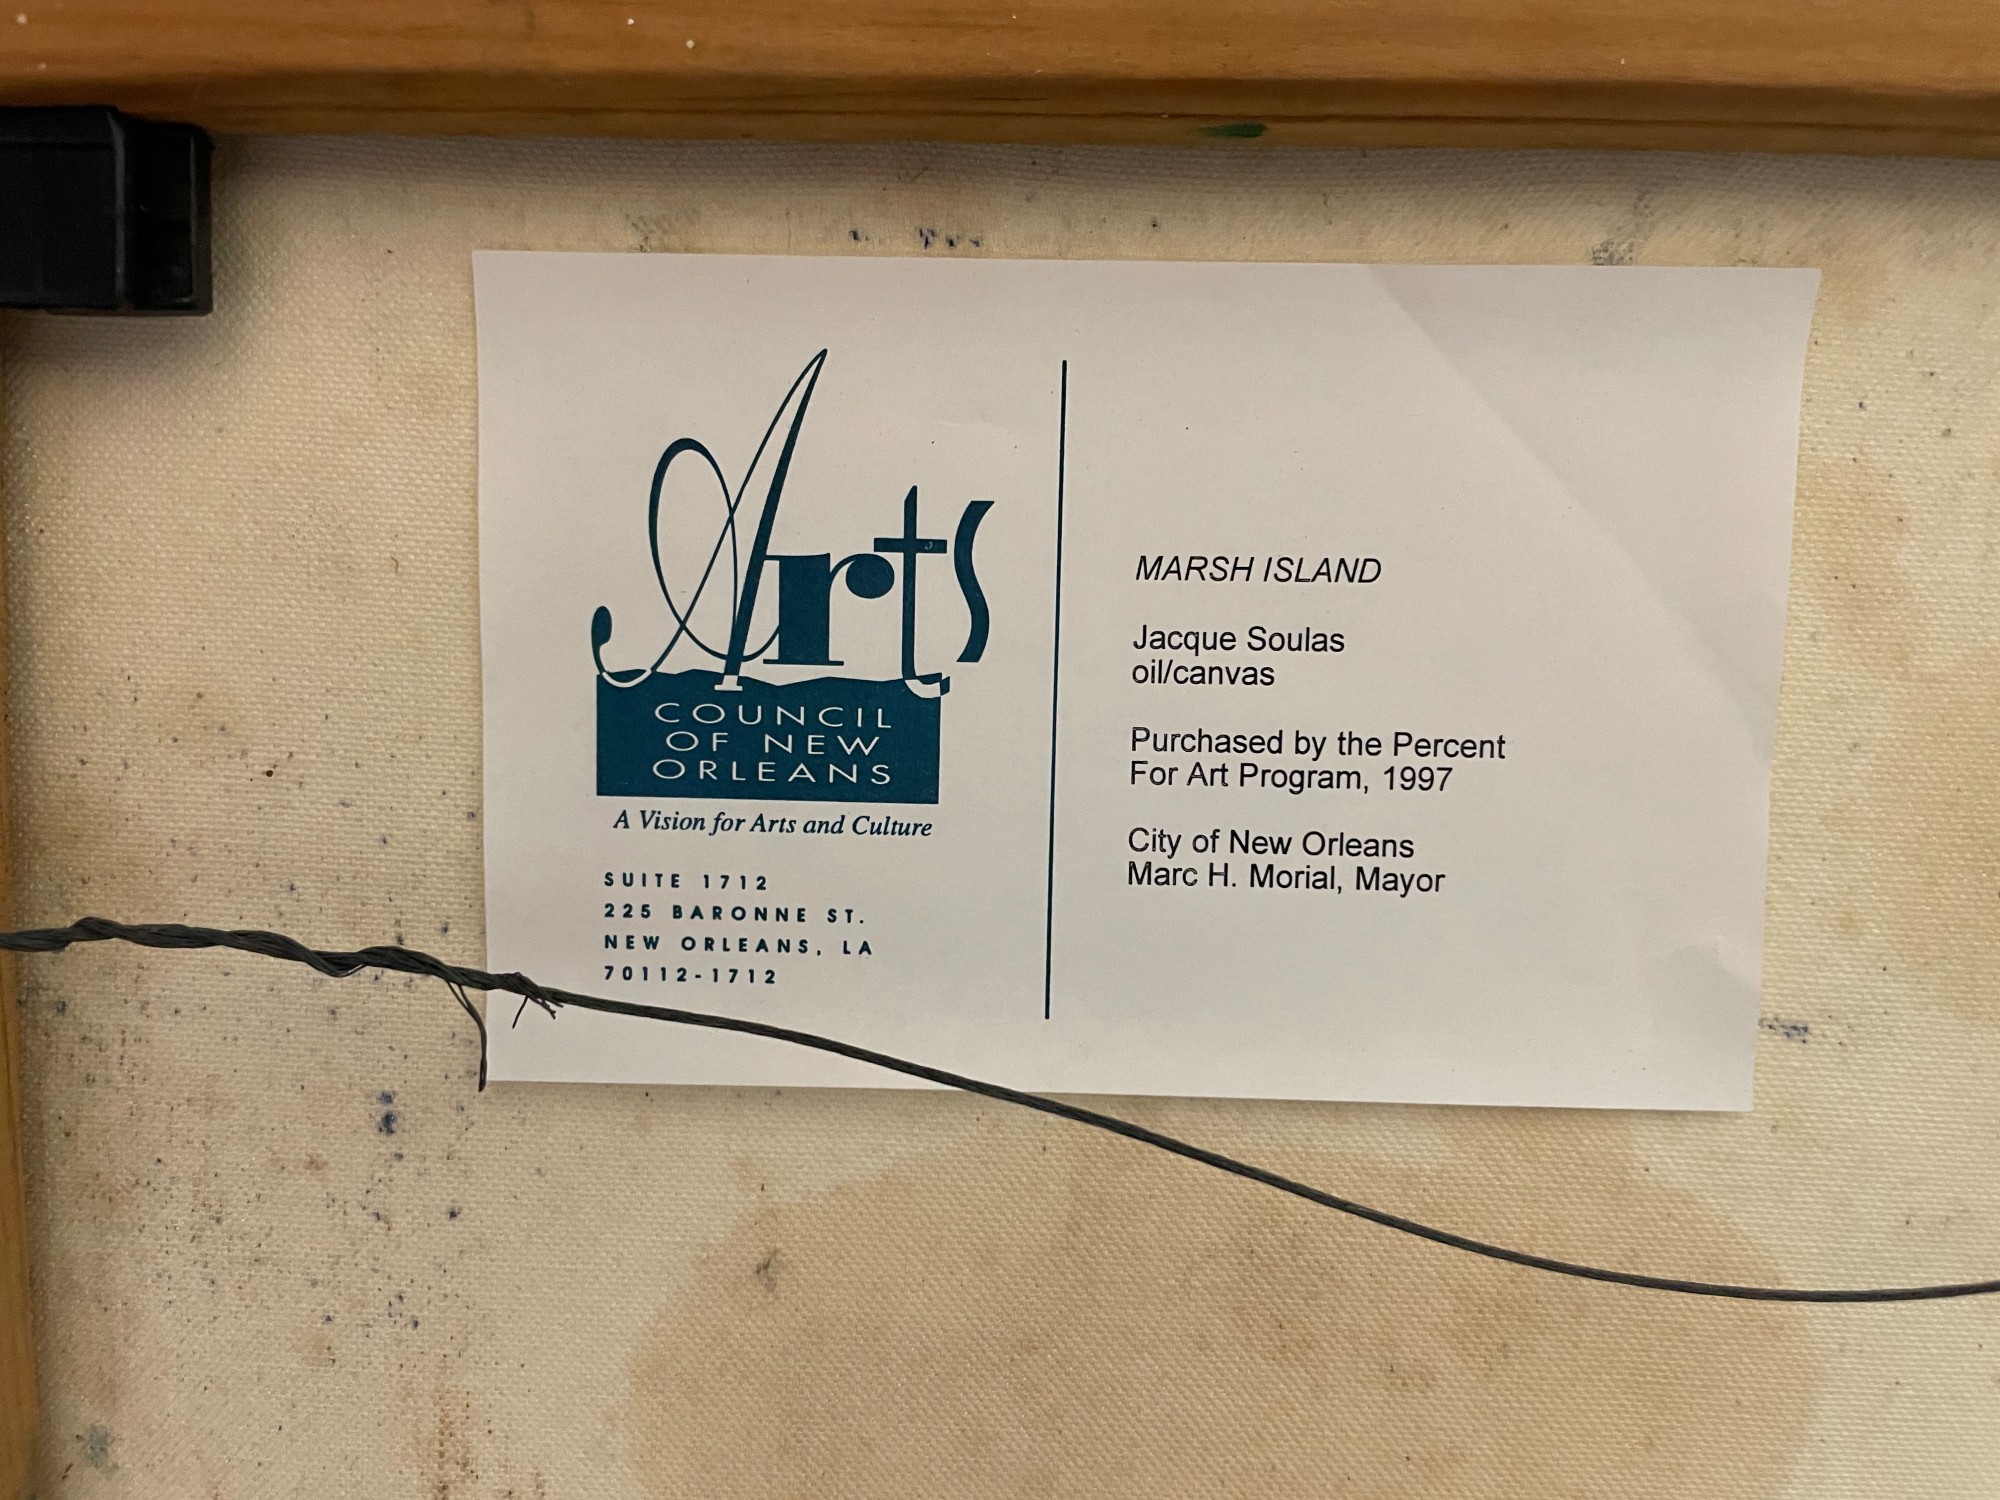 Arts
COUNCIL
OF NEW
ORLEANS
A Vision for Arts and Culture
SUITE 1712
225 BARONNE ST.
NEW ORLEANS, LA
70112-1712
MARSH ISLAND
Jacque Soulas
oil/canvas
Purchased by the Percent
For Art Program, 1997
City of New Orleans
Marc H. Morial, Mayor